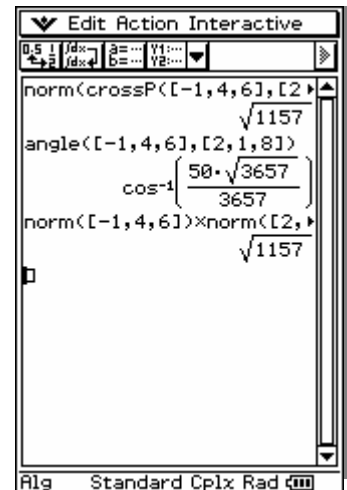 Edit Action Interactive
norm(crossP([-1,4,6],[2
√1157
angle([-1,4,6],[2,1,8])
cos⁻¹(50·√3657/3657)
norm([-1,4,6])×norm([2,
√1157
Alg Standard Cplx Rad